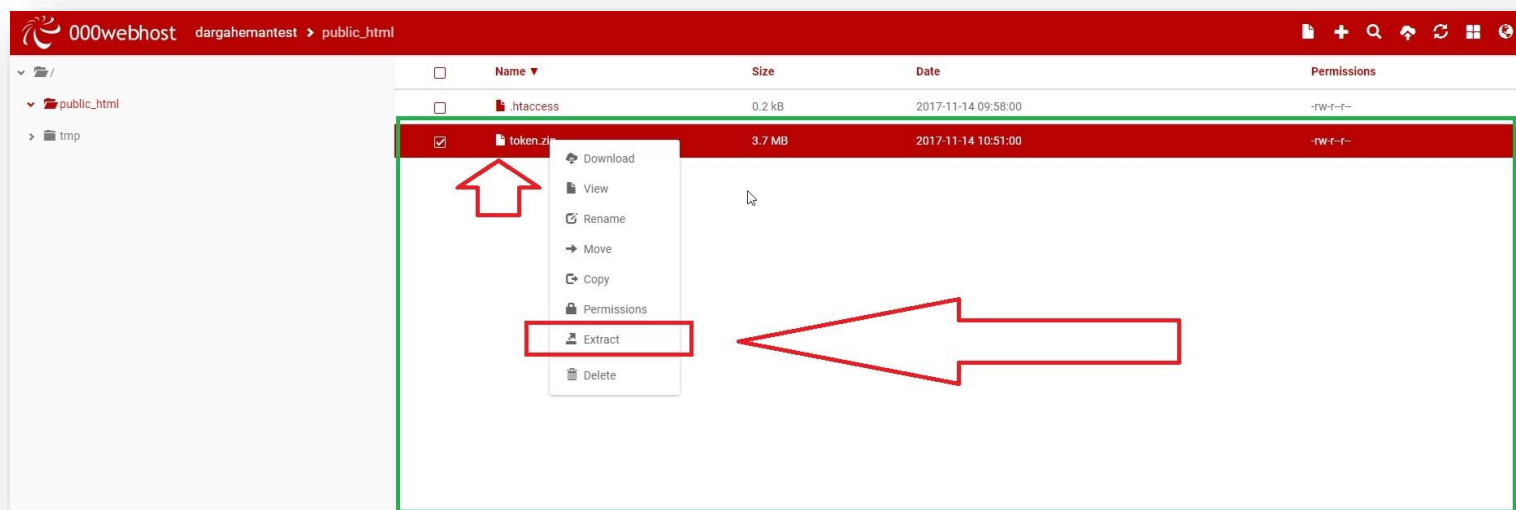 000webhost dargahemantest > public_html
/
public_html
tmp
Name ▼ Size Date Permissions
.htaccess 0.2 kB 2017-11-14 09:58:00 -rw-r--r--
token.zip 3.7 MB 2017-11-14 10:51:00 -rw-r--r--
Download
View
Rename
Move
Copy
Permissions
Extract
Delete